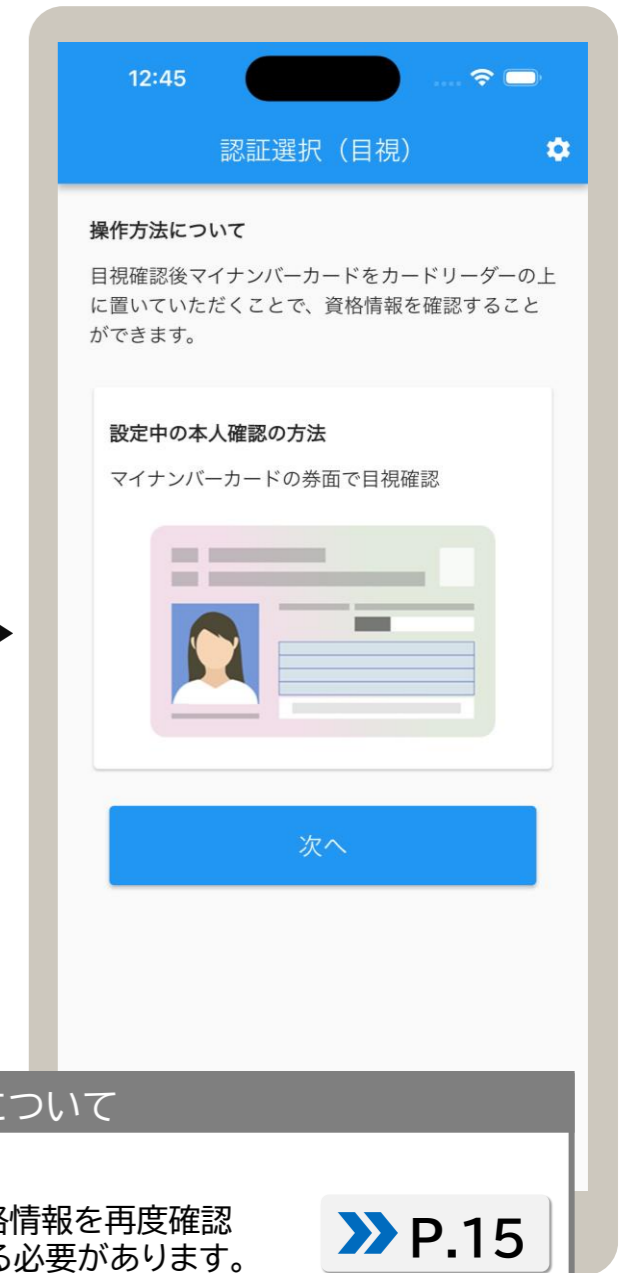 12:45
認証選択（目視）
操作方法について
目視確認後マイナンバーカードをカードリーダーの上
に置いていただくことで、資格情報を確認すること
ができます。
設定中の本人確認の方法
マイナンバーカードの券面で目視確認
次へ
について
格情報を再度確認
る必要があります。
P.15